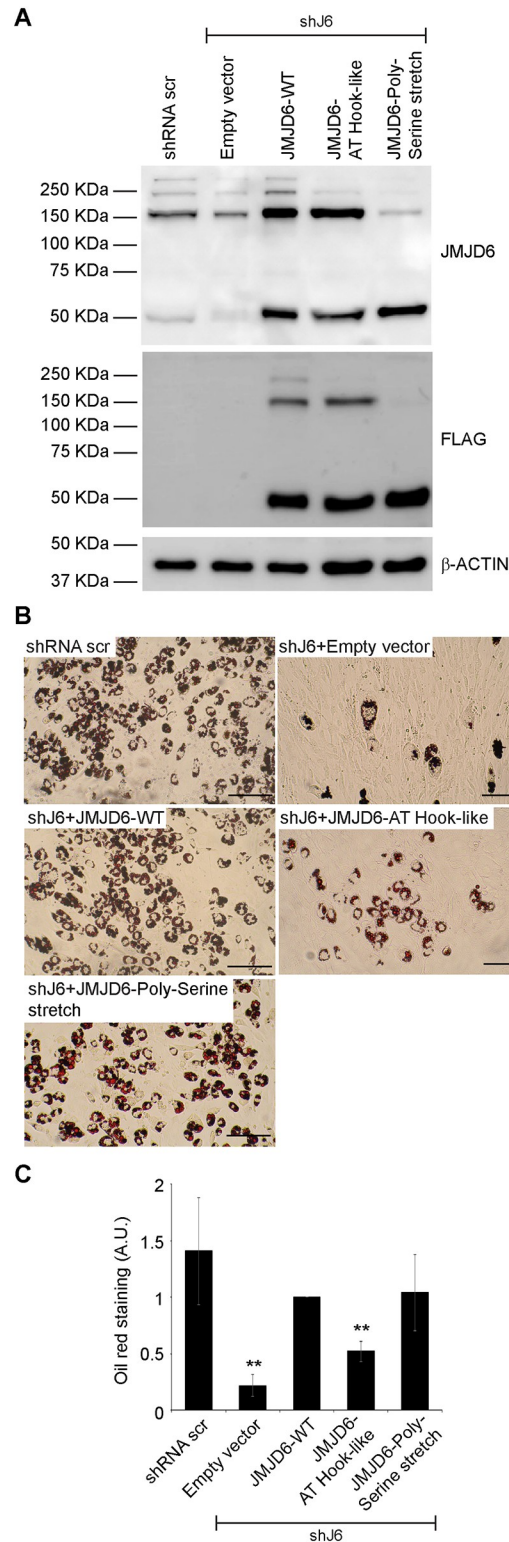 A
shJ6
shRNA scr
Empty vector
JMJD6-WT
JMJD6-
AT Hook-like
JMJD6-Poly-
Serine stretch
250 KDa
150 KDa
100 KDa
75 KDa
50 KDa
JMJD6
250 KDa
150 KDa
100 KDa
75 KDa
50 KDa
FLAG
50 KDa
37 KDa
β-ACTIN
B
shRNA scr
shJ6+Empty vector
shJ6+JMJD6-WT
shJ6+JMJD6-AT Hook-like
shJ6+JMJD6-Poly-Serine
stretch
C
Oil red staining (A.U.)
2
1.5
1
0.5
0
**
**
shRNA scr
Empty vector
JMJD6-WT
JMJD6-
AT Hook-like
JMJD6-Poly-
Serine stretch
shJ6